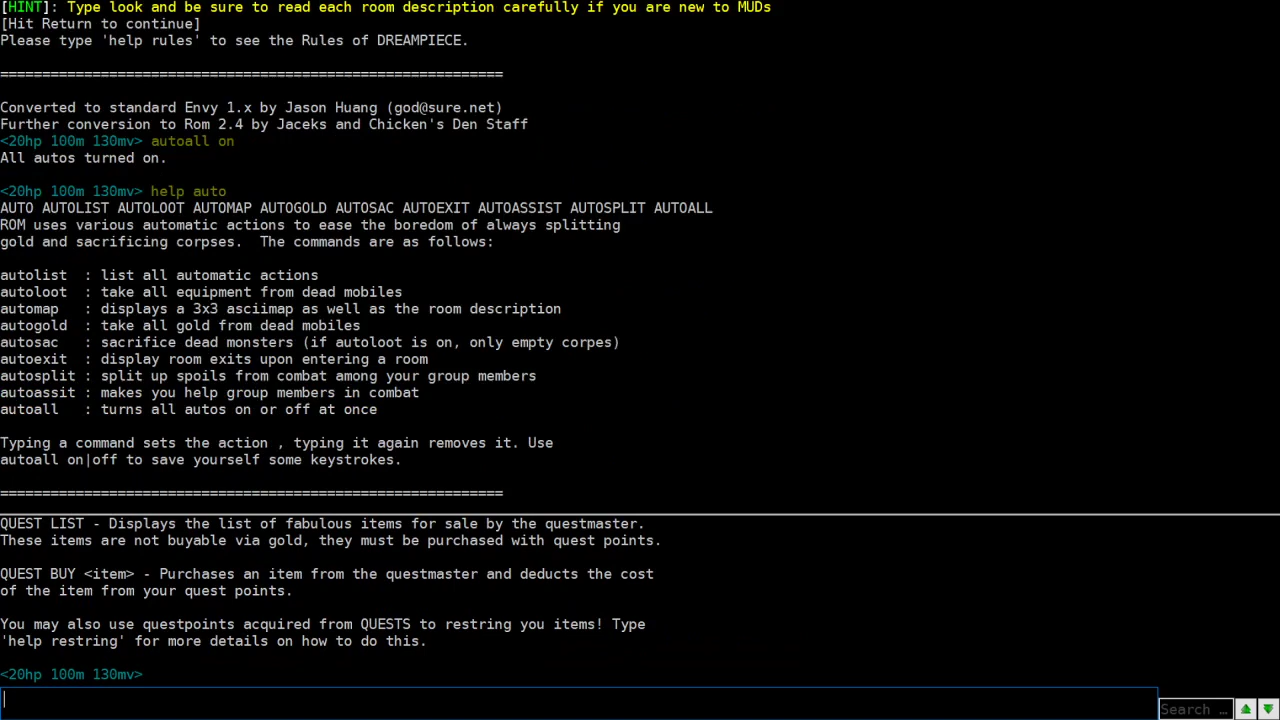 [HINT]: Type look and be sure to read each room description carefully if you are new to MUDs
[Hit Return to continue]
Please type 'help rules' to see the Rules of DREAMPIECE.
============================================================
Converted to standard Envy 1.x by Jason Huang (god@sure.net)
Further conversion to Rom 2.4 by Jaceks and Chicken's Den Staff
<20hp 100m 130mv> autoall on
All autos turned on.
<20hp 100m 130mv> help auto
AUTO AUTOLIST AUTOLOOT AUTOMAP AUTOGOLD AUTOSAC AUTOEXIT AUTOASSIST AUTOSPLIT AUTOALL
ROM uses various automatic actions to ease the boredom of always splitting
gold and sacrificing corpses.  The commands are as follows:
autolist  : list all automatic actions
autoloot  : take all equipment from dead mobiles
automap   : displays a 3x3 asciimap as well as the room description
autogold  : take all gold from dead mobiles
autosac   : sacrifice dead monsters (if autoloot is on, only empty corpes)
autoexit  : display room exits upon entering a room
autosplit : split up spoils from combat among your group members
autoassit : makes you help group members in combat
autoall   : turns all autos on or off at once
Typing a command sets the action , typing it again removes it. Use
autoall on|off to save yourself some keystrokes.
============================================================
QUEST LIST - Displays the list of fabulous items for sale by the questmaster.
These items are not buyable via gold, they must be purchased with quest points.
QUEST BUY <item> - Purchases an item from the questmaster and deducts the cost
of the item from your quest points.
You may also use questpoints acquired from QUESTS to restring you items! Type
'help restring' for more details on how to do this.
<20hp 100m 130mv>
Search …